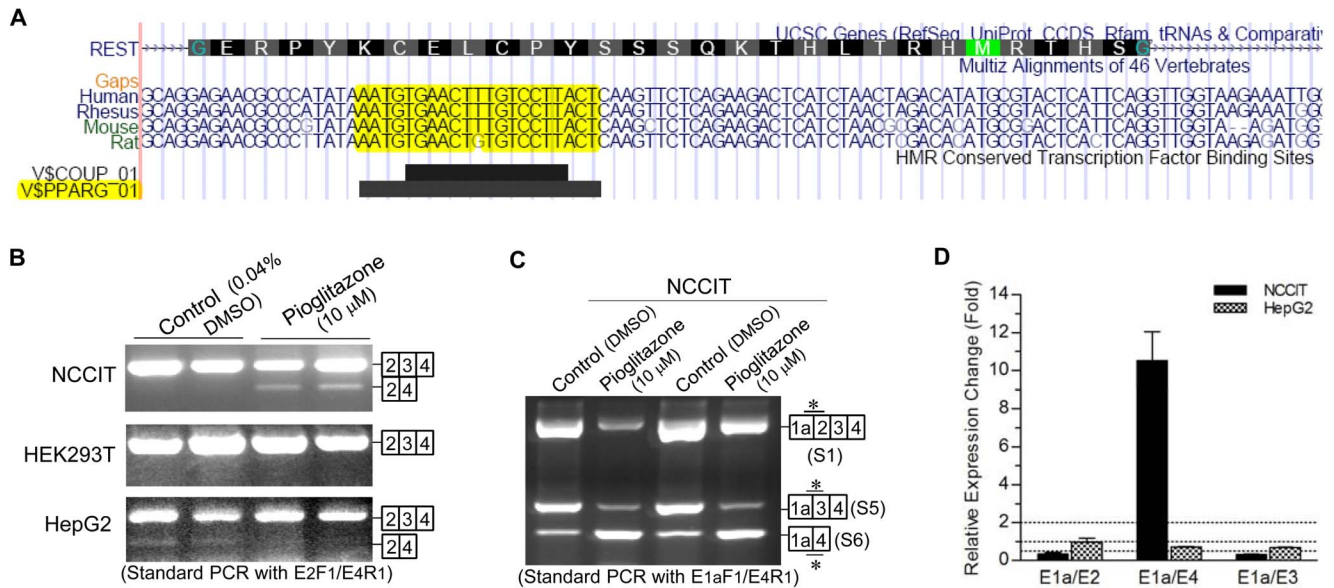 A
UCSC Genes (RefSeq, UniProt, CCDS, Rfam, tRNAs & Comparativ
REST
G E R P Y K C E L C P Y S S S Q K T H L T R H M R T H S G
Multiz Alignments of 46 Vertebrates
Gaps
Human GCAGGAGAACGCCCATATAAATGTGAACTTTGTCCTTACTCAAGTTCTCAGAAGACTCATCTAACTAGACATATGCGTACTCATTCAGGTTGGTAAGAAATTGG
Rhesus GCAGGAGAACGCCCATATAAATGTGAACTTTGTCCTTACTCAAGTTCTCAGAAGACTCATCTAACTAGACATATGCGTACTCATTCAGGTTGGTAAGAAATTGG
Mouse GCAGGAGAACGCCCGTATAAATGTGAACTTTGTCCTTACTCAAGCTCTCAGAAGACTCATCTAACGCGACACATGCGGACTCATTCAGGTTGGTA--AGATGG
Rat GCAGGAGAACGCCCTTATAAATGTGAACTGTGTCCTTACTCAAGTTCTCAGAAGACTCATCTAACTCGACACATGCGTACTCACTCAGGTTGGTAAGAGATGG
HMR Conserved Transcription Factor Binding Sites
V$COUP_01
V$PPARG_01
B
Control (0.04% DMSO)
Pioglitazone (10 μM)
NCCIT
2 3 4
2 4
HEK293T
2 3 4
HepG2
2 3 4
2 4
(Standard PCR with E2F1/E4R1)
C
NCCIT
Control (DMSO)
Pioglitazone (10 μM)
Control (DMSO)
Pioglitazone (10 μM)
*
1a 2 3 4
(S1)
*
1a 3 4 (S5)
1a 4 (S6)
*
(Standard PCR with E1aF1/E4R1)
D
NCCIT
HepG2
Relative Expression Change (Fold)
14
12
10
8
6
4
2
0
E1a/E2
E1a/E4
E1a/E3